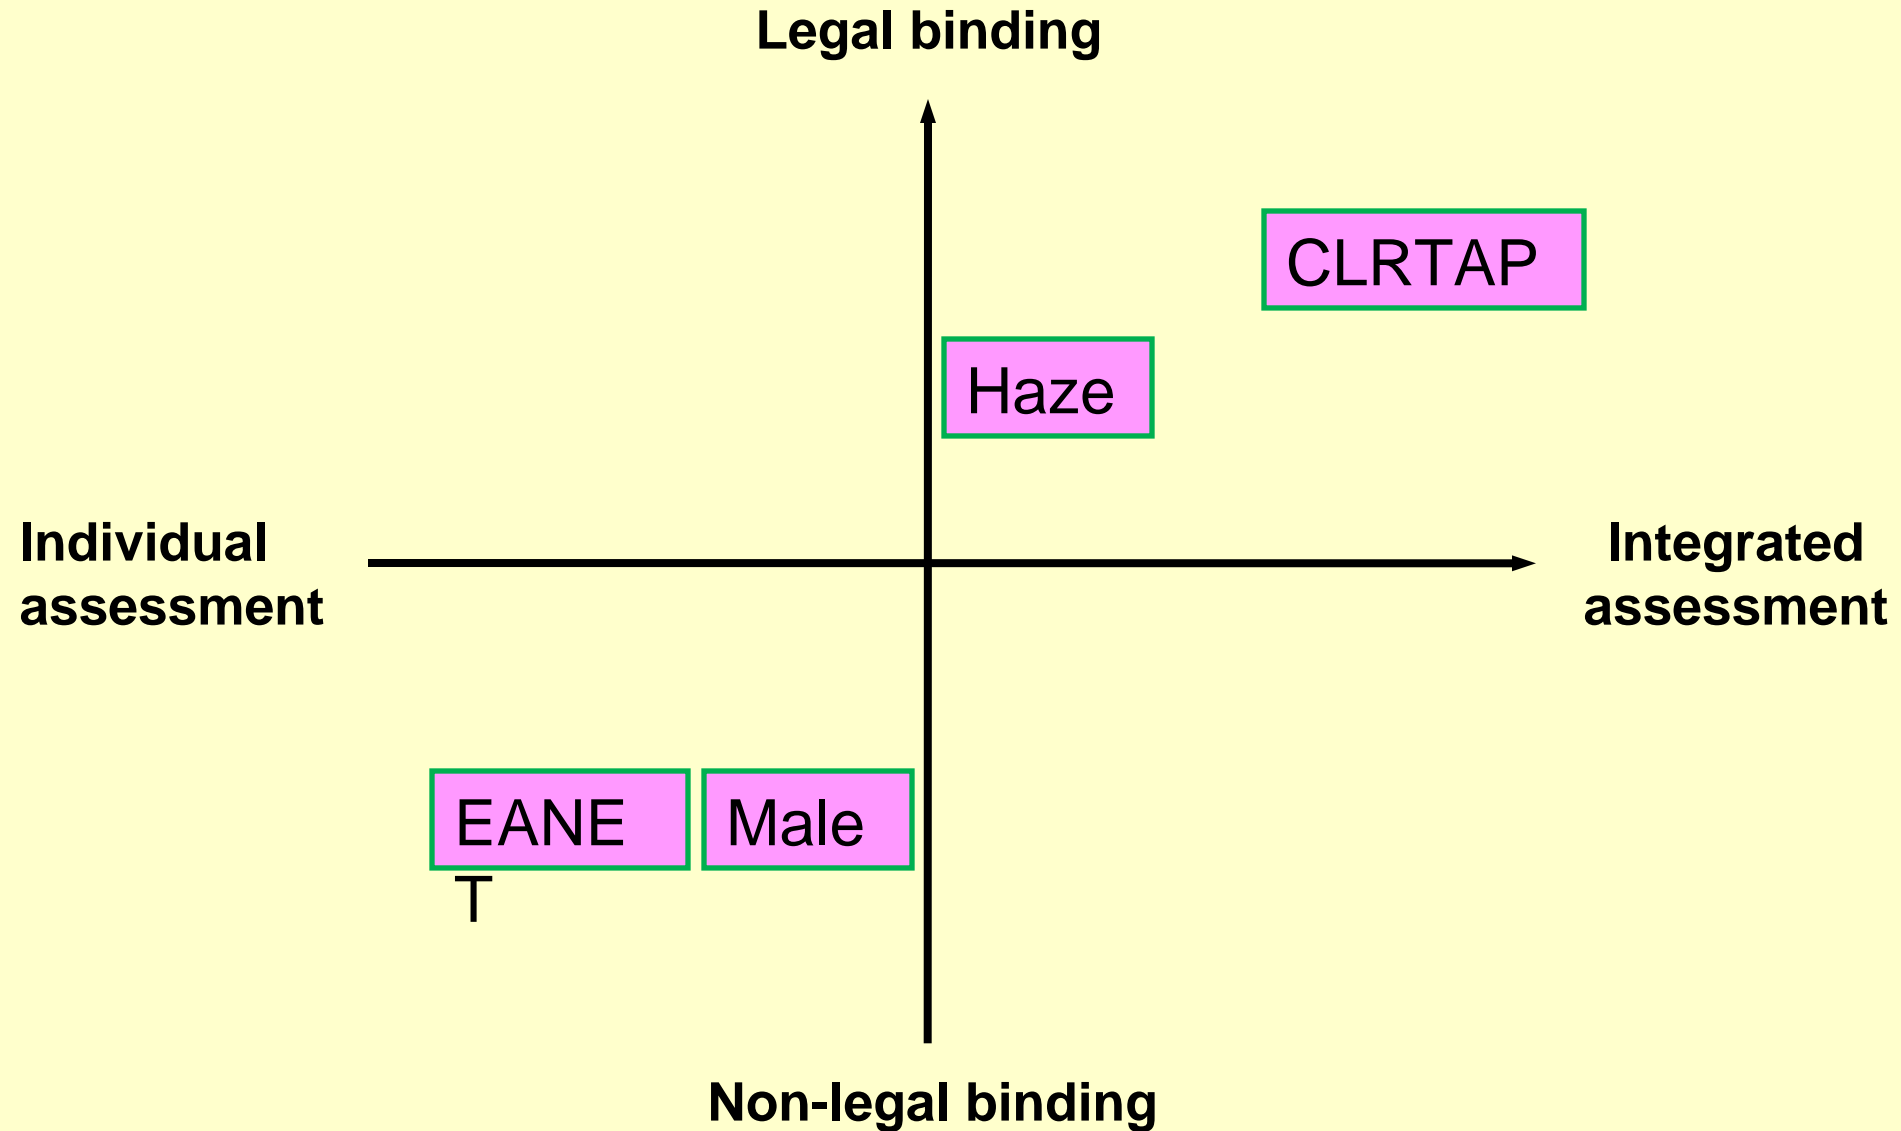 Legal binding
CLRTAP
Haze
Individual
assessment
Integrated
assessment
EANE
T
Male
Non-legal binding